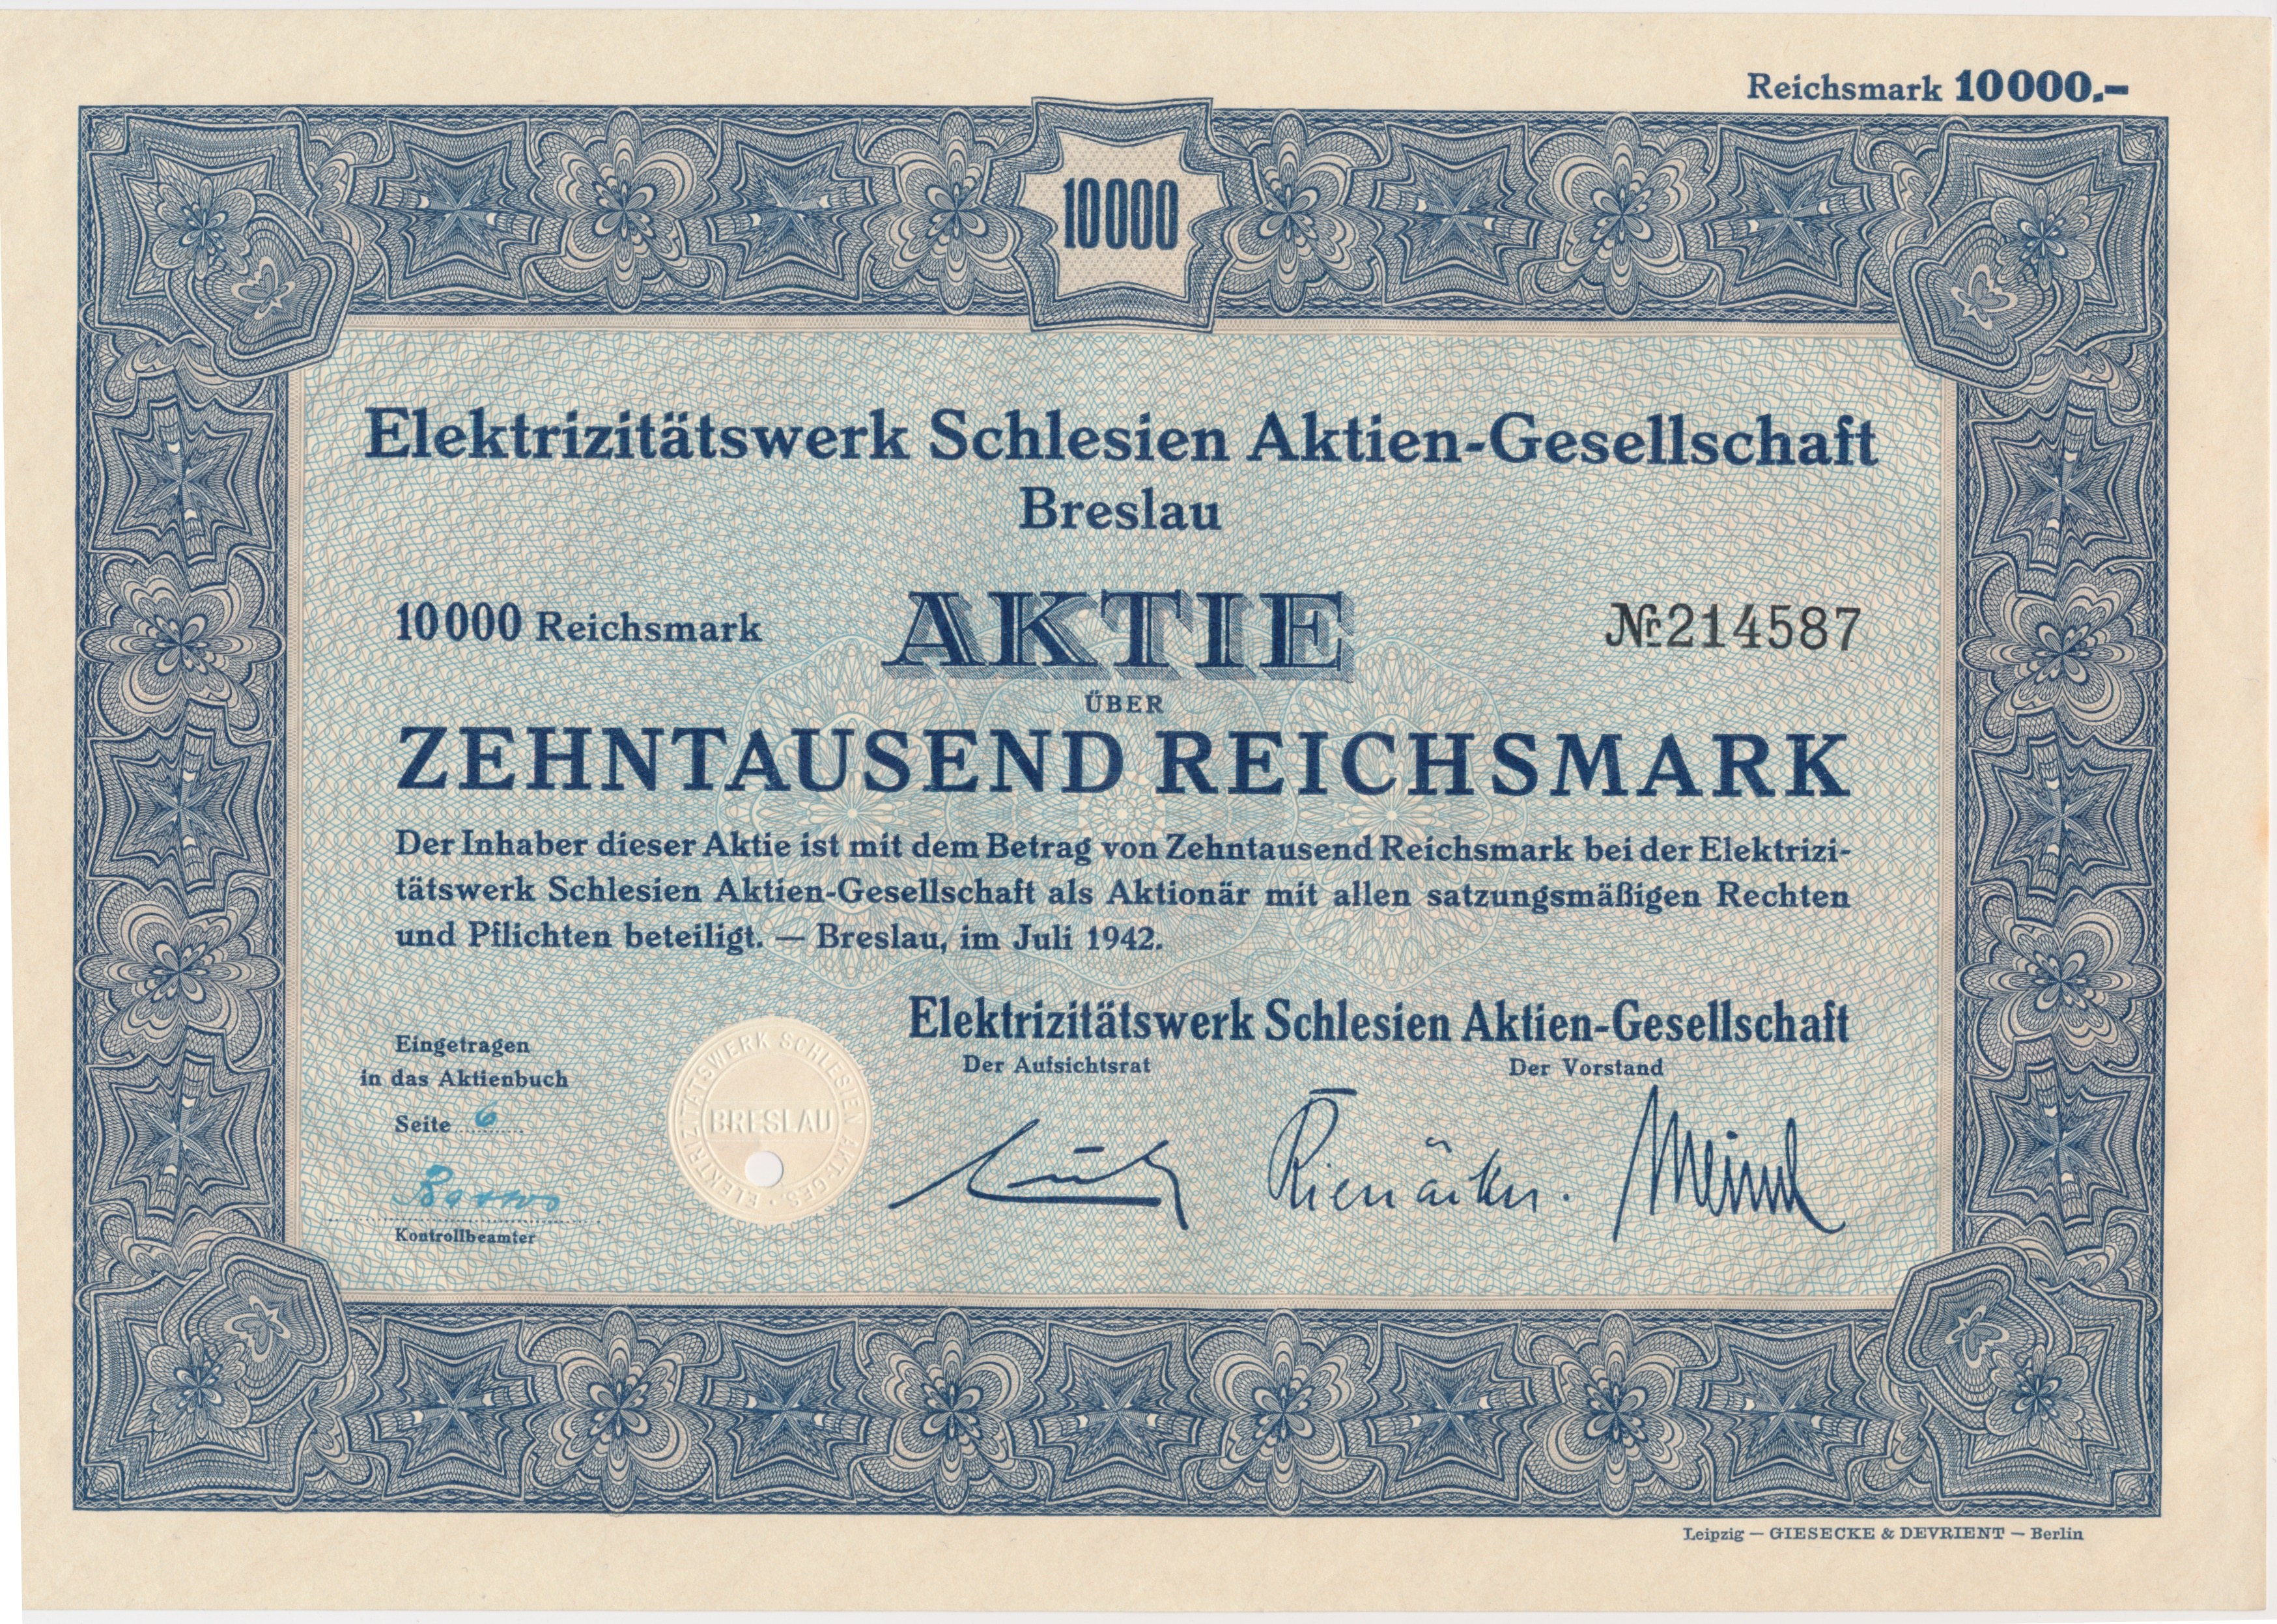 Reichsmark 10000.-
10000
Elektrizitätswerk Schlesien Aktien-Gesellschaft
Breslau
10000 Reichsmark AKTIE Nr. 214587
ÜBER
ZEHNTAUSEND REICHSMARK
Der Inhaber dieser Aktie ist mit dem Betrag von Zehntausend Reichsmark bei der Elektrizi-
tätswerk Schlesien Aktien-Gesellschaft als Aktionär mit allen satzungsmäßigen Rechten
und Pflichten beteiligt. — Breslau, im Juli 1942.
Elektrizitätswerk Schlesien Aktien-Gesellschaft
Der Aufsichtsrat Der Vorstand
Eingetragen
in das Aktienbuch
Seite 6
Kontrollbeamter
ELEKTRIZITÄTSWERK SCHLESIEN AKT-GES.
BRESLAU
Leipzig — GIESECKE & DEVRIENT — Berlin